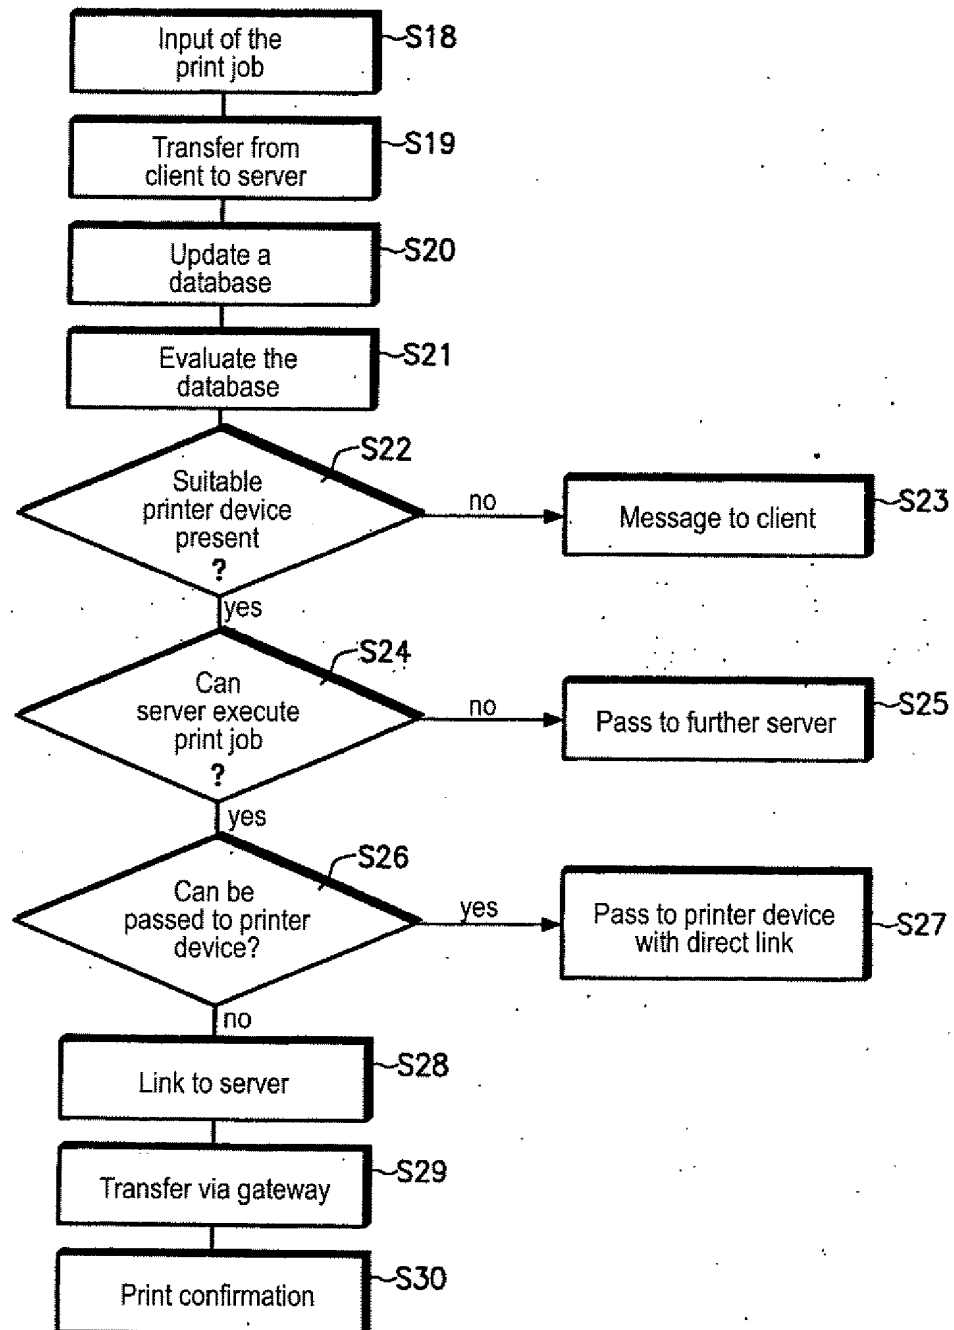 Input of the
print job
S18
Transfer from
client to server
S19
Update a
database
S20
Evaluate the
database
S21
Suitable
printer device
present
?
S22
no
Message to client
S23
yes
Can
server execute
print job
?
S24
no
Pass to further server
S25
yes
Can be
passed to printer
device?
S26
yes
Pass to printer device
with direct link
S27
no
Link to server
S28
Transfer via gateway
S29
Print confirmation
S30